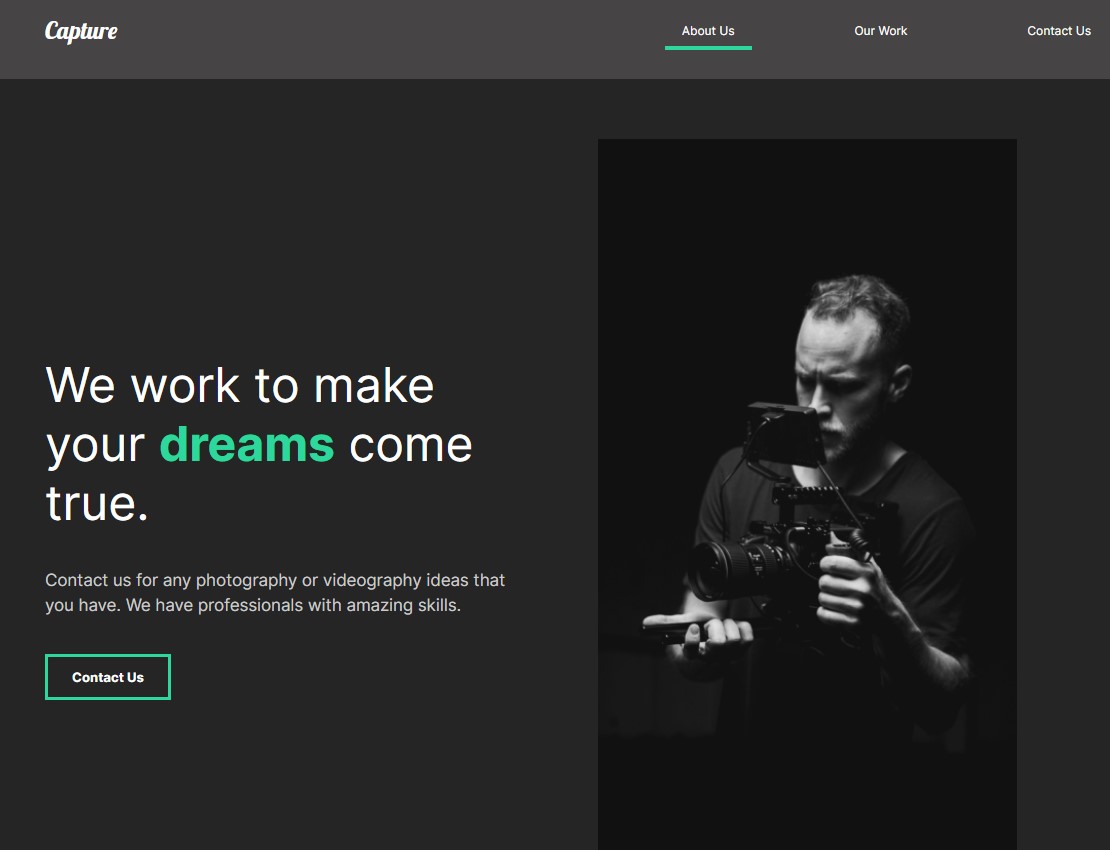 Capture
About Us
Our Work
Contact Us
We work to make
your dreams come
true.
Contact us for any photography or videography ideas that
you have. We have professionals with amazing skills.
Contact Us